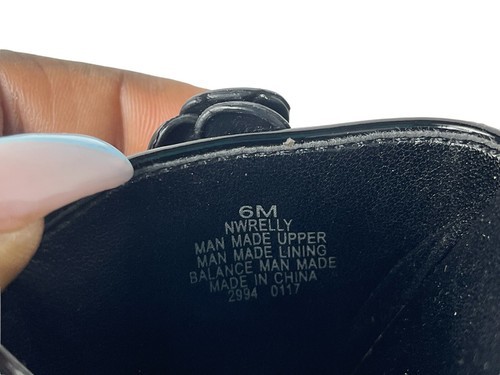 6M
NWRELLY
MAN MADE UPPER
MAN MADE LINING
BALANCE MAN MADE
MADE IN CHINA
2994 0117